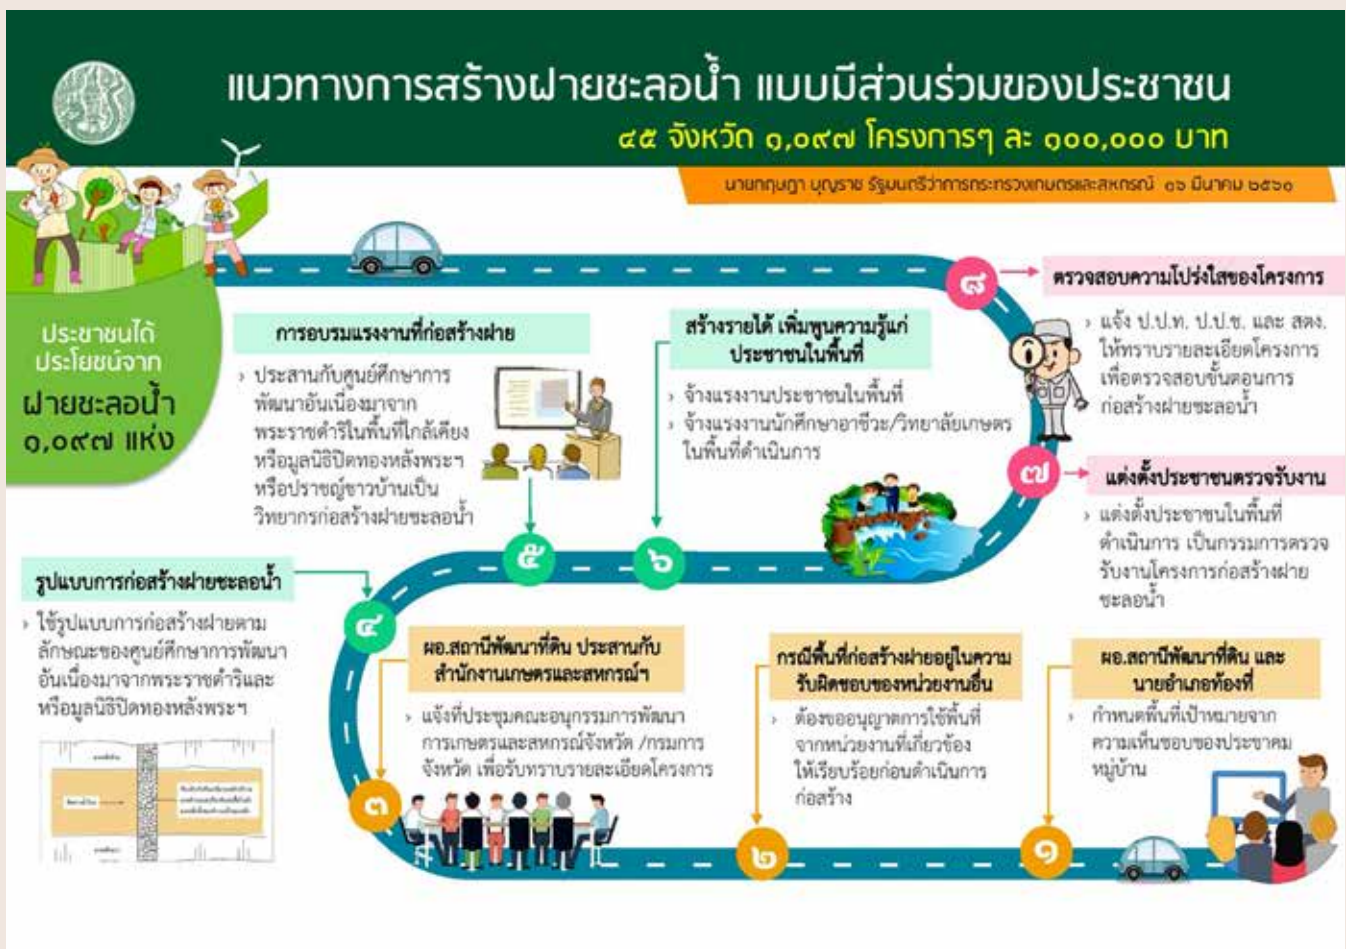 แนวทางการสร้างฝายชะลอน้ำ แบบมีส่วนร่วมของประชาชน
๔๕ จังหวัด ๑,๐๙๗ โครงการๆ ละ ๑๐๐,๐๐๐ บาท
นายกฤษฎา บุญราช รัฐมนตรีว่าการกระทรวงเกษตรและสหกรณ์ ๑๖ มีนาคม ๒๕๖๑
ประชาชนได้
ประโยชน์จาก
ฝายชะลอน้ำ
๑,๐๙๗ แห่ง
๘
ตรวจสอบความโปร่งใสของโครงการ
› แจ้ง ป.ป.ท. ป.ป.ช. และ สตง.
ให้ทราบรายละเอียดโครงการ
เพื่อตรวจสอบขั้นตอนการ
ก่อสร้างฝายชะลอน้ำ
การอบรมแรงงานที่ก่อสร้างฝาย
› ประสานกับศูนย์ศึกษาการ
พัฒนาอันเนื่องมาจาก
พระราชดำริในพื้นที่ใกล้เคียง
หรือมูลนิธิปิดทองหลังพระฯ
หรือปราชญ์ชาวบ้านเป็น
วิทยากรก่อสร้างฝายชะลอน้ำ
๕
สร้างรายได้ เพิ่มพูนความรู้แก่
ประชาชนในพื้นที่
› จ้างแรงงานประชาชนในพื้นที่
› จ้างแรงงานนักศึกษาอาชีวะ/วิทยาลัยเกษตร
ในพื้นที่ดำเนินการ
๖
๗
แต่งตั้งประชาชนตรวจรับงาน
› แต่งตั้งประชาชนในพื้นที่
ดำเนินการ เป็นกรรมการตรวจ
รับงานโครงการก่อสร้างฝาย
ชะลอน้ำ
รูปแบบการก่อสร้างฝายชะลอน้ำ
๔
› ใช้รูปแบบการก่อสร้างฝายตาม
ลักษณะของศูนย์ศึกษาการพัฒนา
อันเนื่องมาจากพระราชดำริและ
หรือมูลนิธิปิดทองหลังพระฯ
ผอ.สถานีพัฒนาที่ดิน ประสานกับ
สำนักงานเกษตรและสหกรณ์ฯ
› แจ้งที่ประชุมคณะอนุกรรมการพัฒนา
การเกษตรและสหกรณ์จังหวัด /กรมการ
จังหวัด เพื่อรับทราบรายละเอียดโครงการ
๓
กรณีพื้นที่ก่อสร้างฝายอยู่ในความ
รับผิดชอบของหน่วยงานอื่น
› ต้องขออนุญาตการใช้พื้นที่
จากหน่วยงานที่เกี่ยวข้อง
ให้เรียบร้อยก่อนดำเนินการ
ก่อสร้าง
๒
ผอ.สถานีพัฒนาที่ดิน และ
นายอำเภอท้องที่
› กำหนดพื้นที่เป้าหมายจาก
ความเห็นชอบของประชาคม
หมู่บ้าน
๑